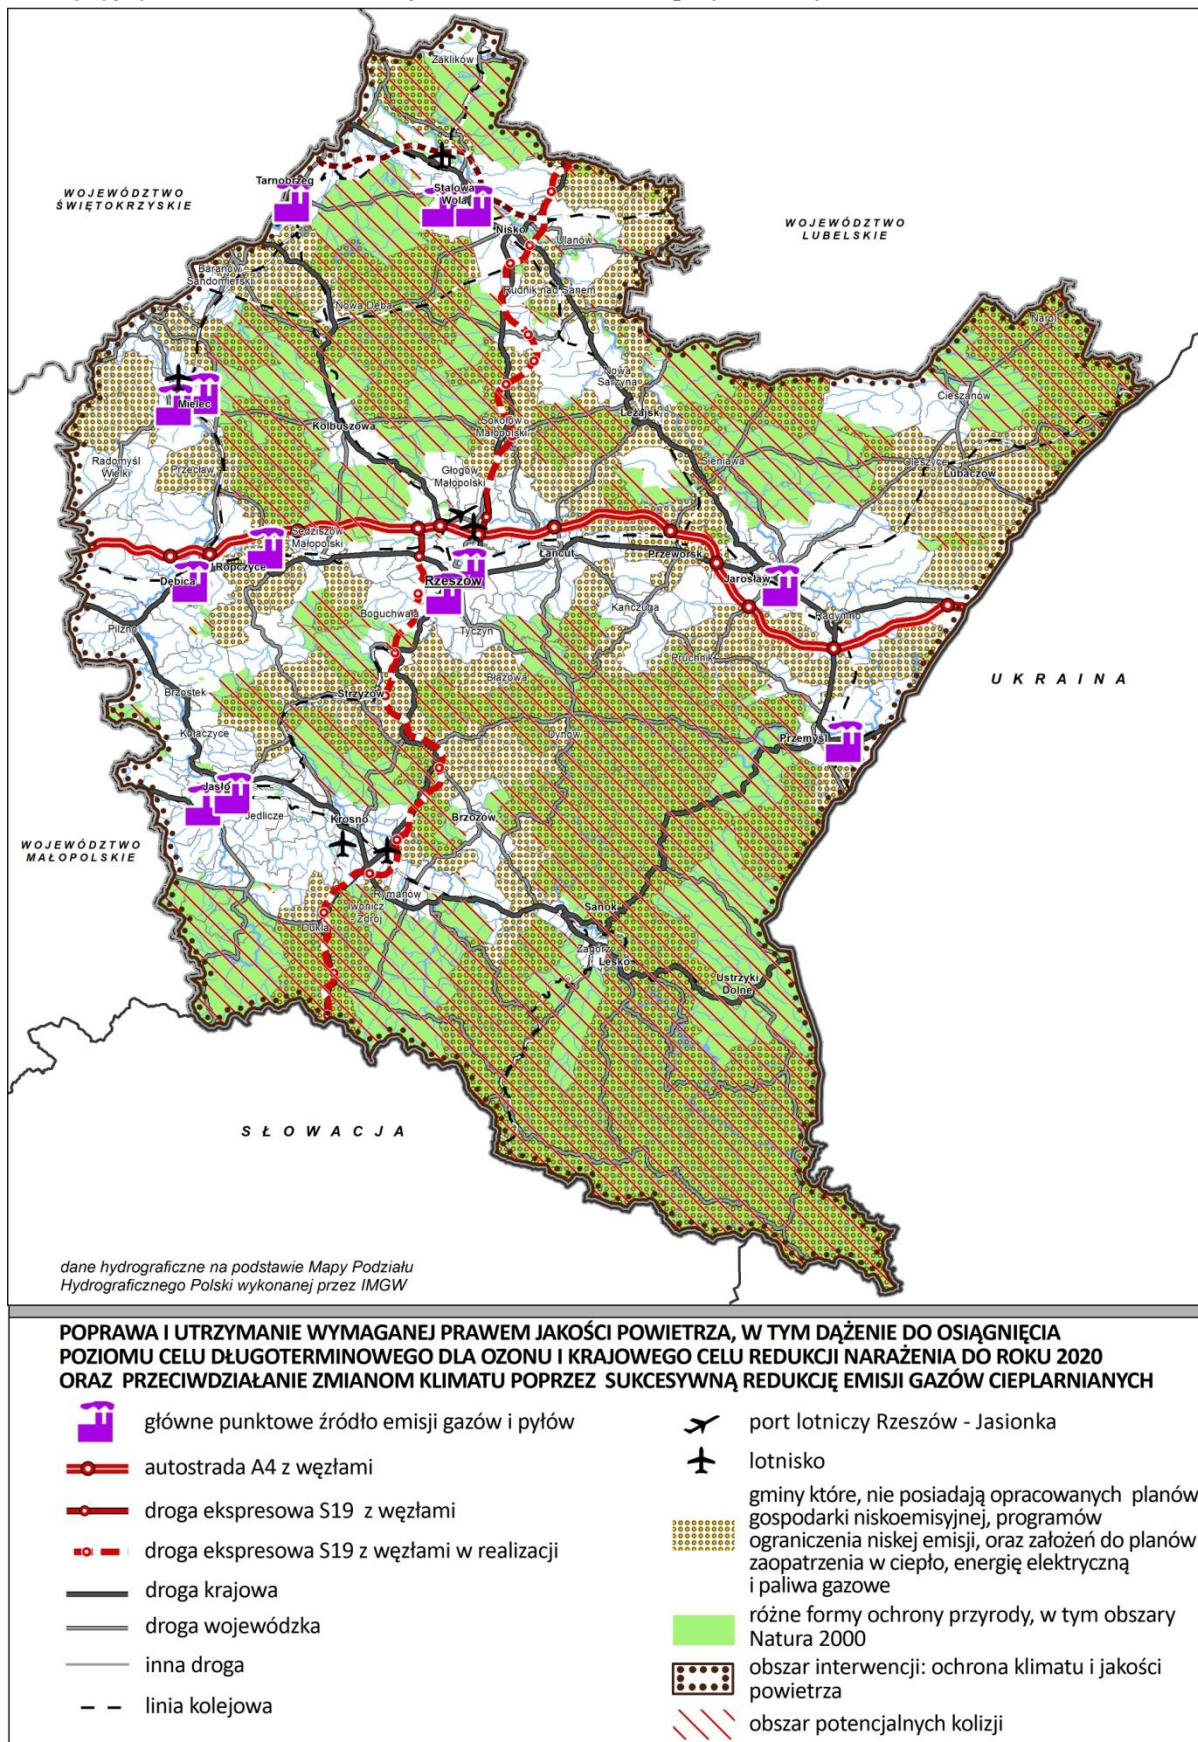 Zaklików
Tarnobrzeg
WOJEWÓDZTWO
ŚWIĘTOKRZYSKIE
Stalowa
Wola
WOJEWÓDZTWO
LUBELSKIE
Nisko
Ulanów
Baranów
Sandomierski
Rudnik nad Sanem
Nowa Dęba
Narol
Nowa
Sarzyna
Mielec
Cieszanów
Leżajsk
Kolbuszowa
Sokołów
Małopolski
Radomyśl
Wielki
Przecław
Sieniawa
Oleszyce
Lubaczów
Głogów
Małopolski
Sędziszów
Małopolski
Ropczyce
Dębica
Łańcut
Przeworsk
Rzeszów
Jarosław
Kańczuga
Boguchwała
Radymno
Pilzno
Tyczyn
Pruchnik
Błażowa
UKRAINA
Brzostek
Strzyżów
Kołaczyce
Dynów
Przemyśl
Jasło
Jedlicze
Krosno
Brzozów
WOJEWÓDZTWO
MAŁOPOLSKIE
Rymanów
Iwonicz
Zdrój
Dukla
Sanok
Zagórz
Lesko
Ustrzyki
Dolne
SŁOWACJA
dane hydrograficzne na podstawie Mapy Podziału
Hydrograficznego Polski wykonanej przez IMGW
POPRAWA I UTRZYMANIE WYMAGANEJ PRAWEM JAKOŚCI POWIETRZA, W TYM DĄŻENIE DO OSIĄGNIĘCIA
POZIOMU CELU DŁUGOTERMINOWEGO DLA OZONU I KRAJOWEGO CELU REDUKCJI NARAŻENIA DO ROKU 2020
ORAZ PRZECIWDZIAŁANIE ZMIANOM KLIMATU POPRZEZ SUKCESYWNĄ REDUKCJĘ EMISJI GAZÓW CIEPLARNIANYCH
główne punktowe źródło emisji gazów i pyłów
autostrada A4 z węzłami
droga ekspresowa S19 z węzłami
droga ekspresowa S19 z węzłami w realizacji
droga krajowa
droga wojewódzka
inna droga
linia kolejowa
port lotniczy Rzeszów - Jasionka
lotnisko
gminy które, nie posiadają opracowanych planów
gospodarki niskoemisyjnej, programów
ograniczenia niskej emisji, oraz założeń do planów
zaopatrzenia w ciepło, energię elektryczną
i paliwa gazowe
różne formy ochrony przyrody, w tym obszary
Natura 2000
obszar interwencji: ochrona klimatu i jakości
powietrza
obszar potencjalnych kolizji